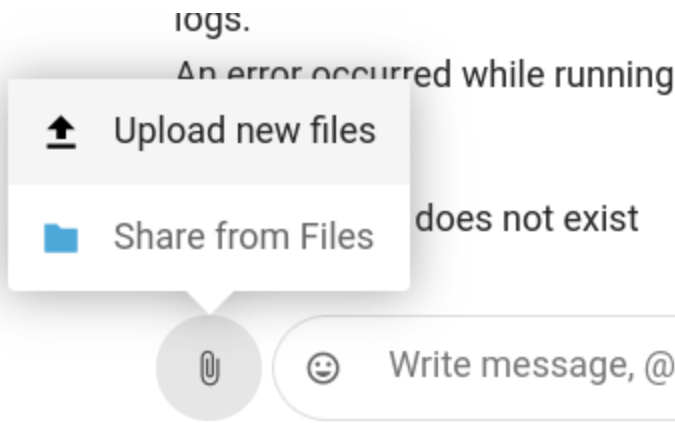 logs.
An error occurred while running
Upload new files
does not exist
Share from Files
Write message, @